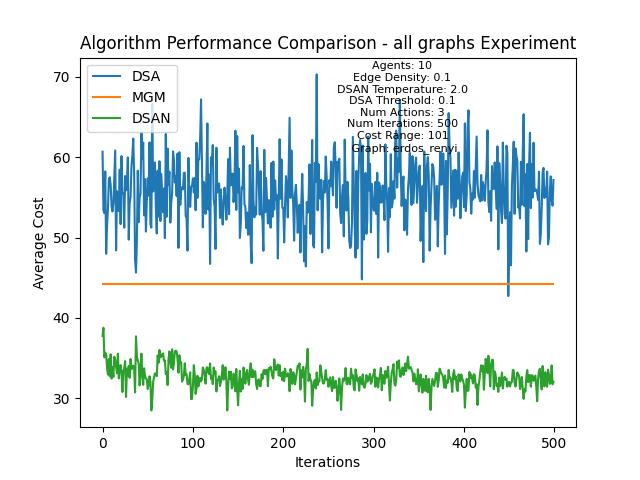 Algorithm Performance Comparison - all graphs Experiment
DSA
MGM
DSAN
Agents: 10
Edge Density: 0.1
DSAN Temperature: 2.0
DSA Threshold: 0.1
Num Actions: 3
Num Iterations: 500
Cost Range: 101
Graph: erdos_renyi
Average Cost
70
60
50
40
30
0
100
200
300
400
500
Iterations